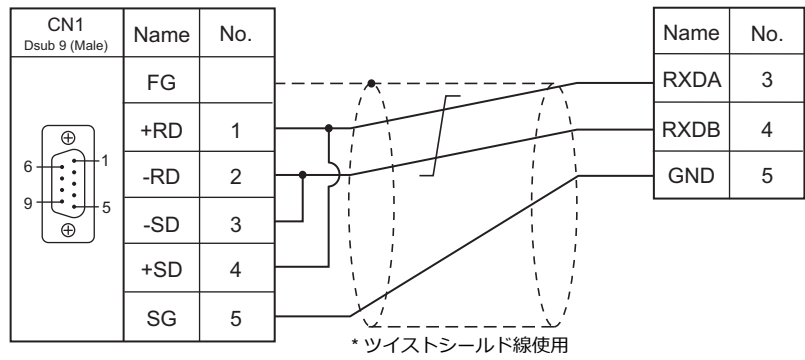 CN1
Dsub 9 (Male)
Name No.
FG
+RD 1
-RD 2
-SD 3
+SD 4
SG 5
6 1
9 5
Name No.
RXDA 3
RXDB 4
GND 5
* ツイストシールド線使用